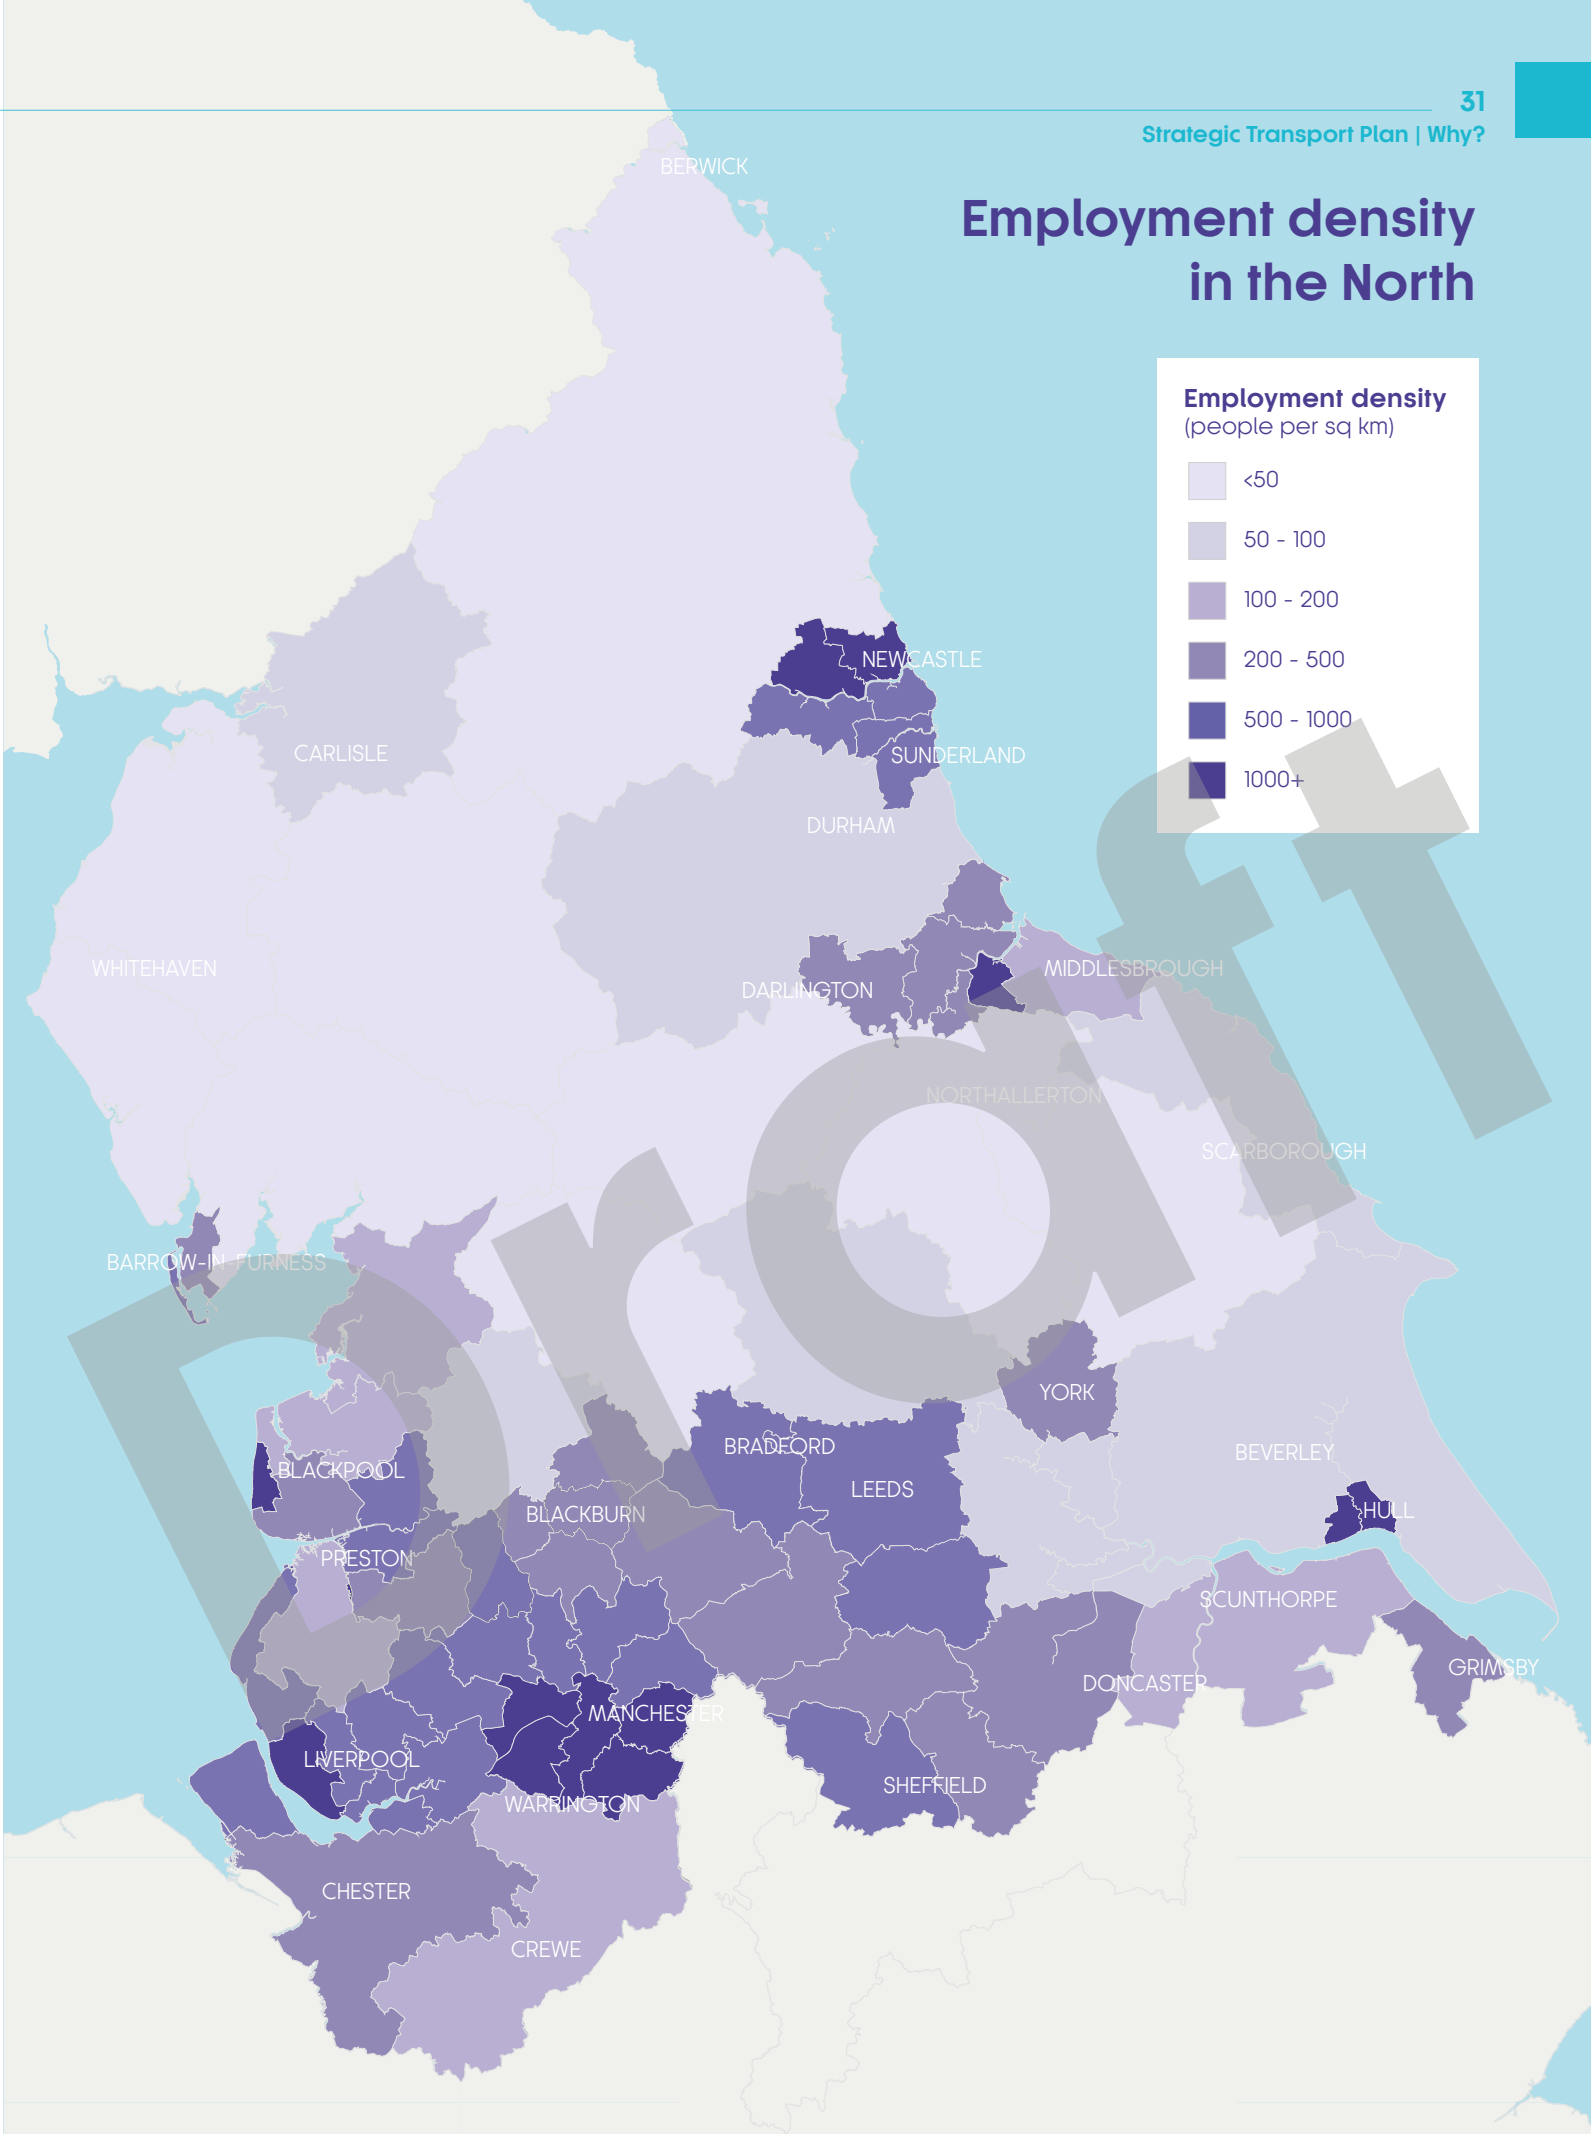 31
Strategic Transport Plan | Why?
Employment density
in the North
Employment density
(people per sq km)
<50
50 - 100
100 - 200
200 - 500
500 - 1000
1000+
BERWICK
NEWCASTLE
CARLISLE
SUNDERLAND
DURHAM
WHITEHAVEN
MIDDLESBROUGH
DARLINGTON
NORTHALLERTON
SCARBOROUGH
BARROW-IN-FURNESS
YORK
BRADFORD
BEVERLEY
BLACKPOOL
LEEDS
BLACKBURN
HULL
PRESTON
SCUNTHORPE
GRIMSBY
DONCASTER
MANCHESTER
LIVERPOOL
SHEFFIELD
WARRINGTON
CHESTER
CREWE
Draft